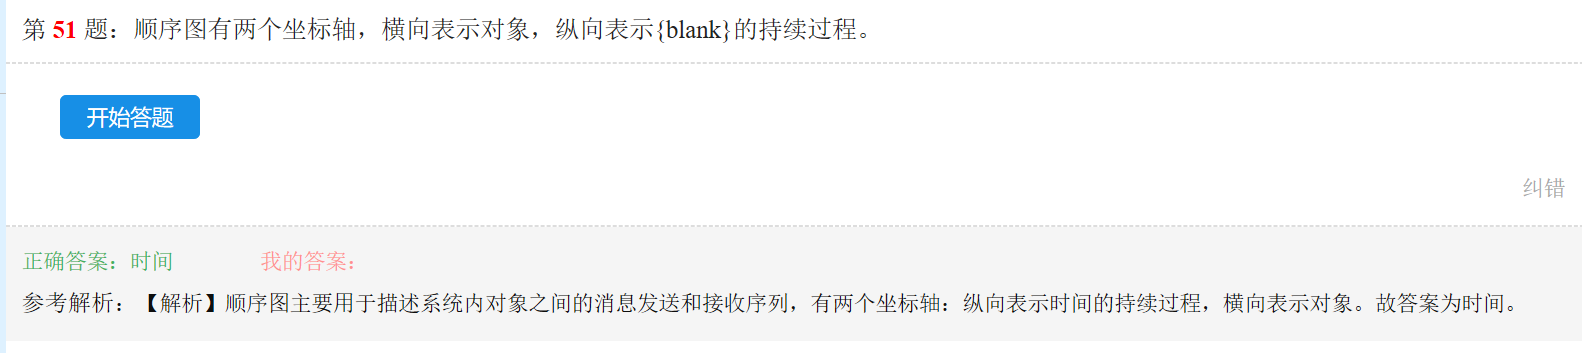 第 51 题：顺序图有两个坐标轴，横向表示对象，纵向表示{blank}的持续过程。
开始答题
纠错
正确答案：时间 我的答案：
参考解析：【解析】顺序图主要用于描述系统内对象之间的消息发送和接收序列，有两个坐标轴：纵向表示时间的持续过程，横向表示对象。故答案为时间。